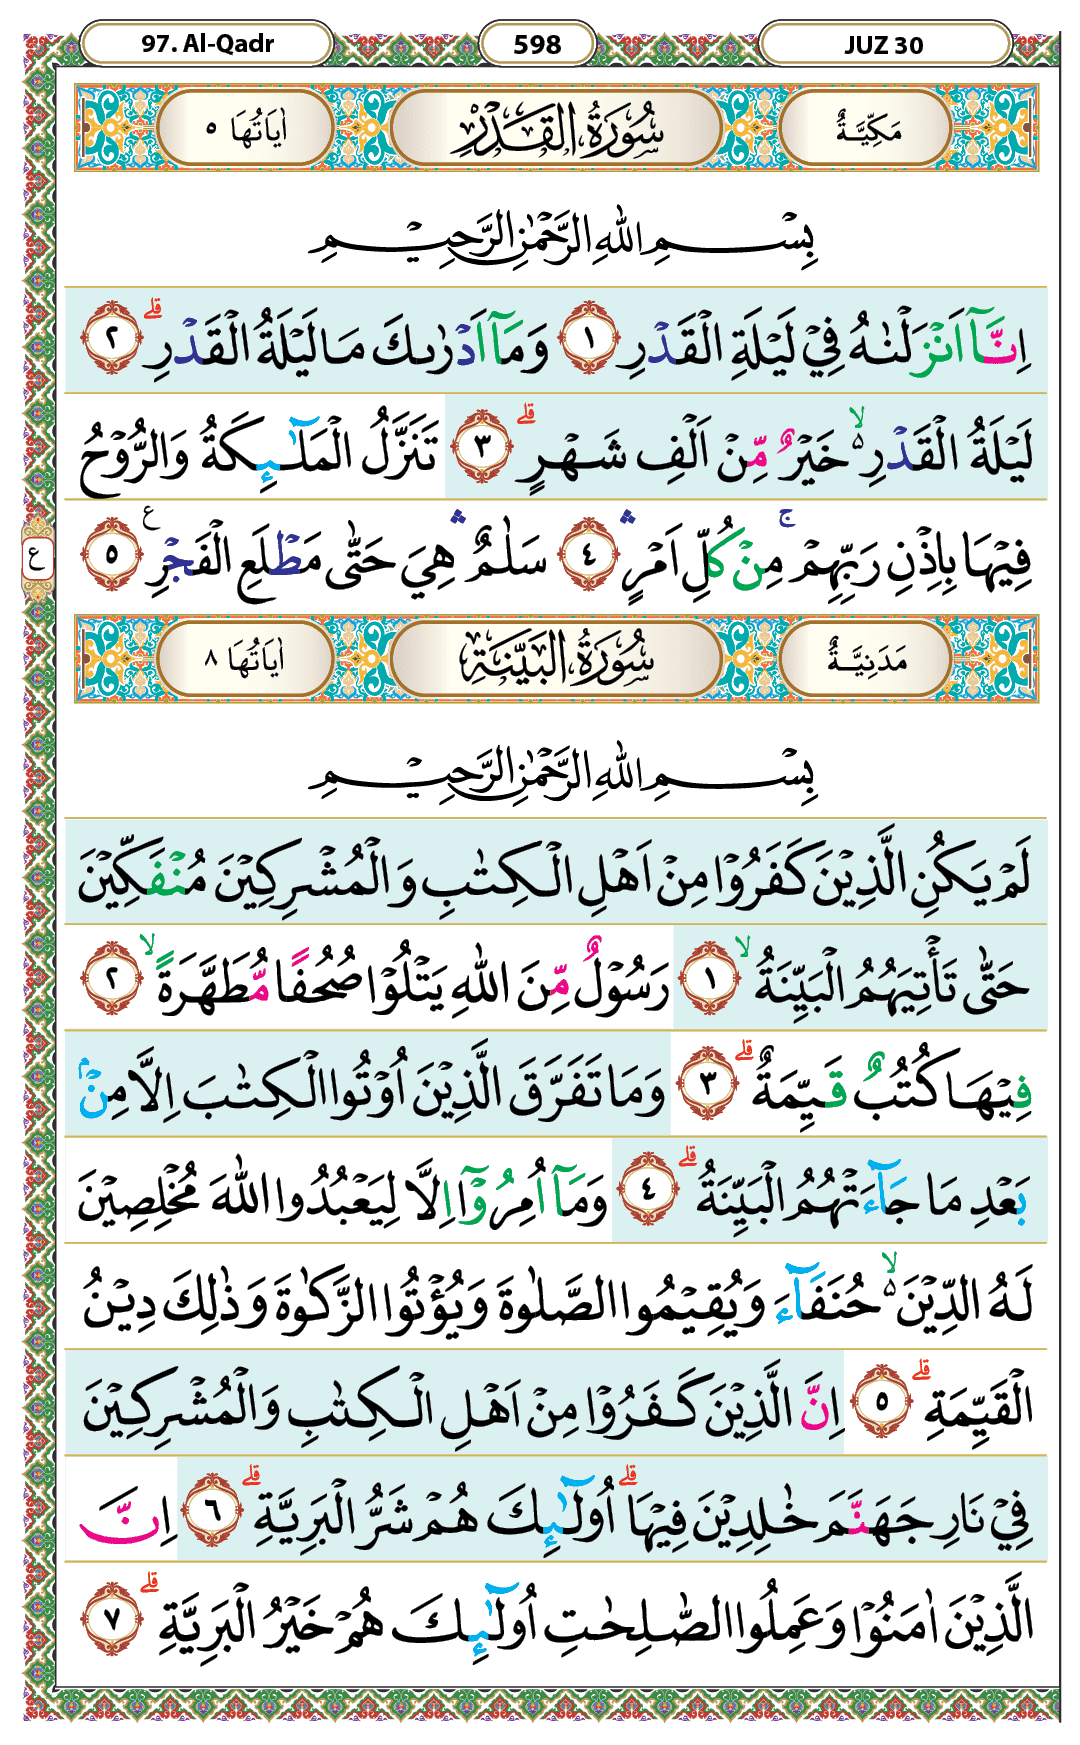 97. Al-Qadr 598 JUZ 30
مَكِّيَّةٌ سُورَةُ الْقَدْرِ اٰيَاتُهَا ٥
بِسْمِ اللّٰهِ الرَّحْمٰنِ الرَّحِيْمِ
اِنَّآ اَنْزَلْنٰهُ فِيْ لَيْلَةِ الْقَدْرِ ١ وَمَآ اَدْرٰىكَ مَا لَيْلَةُ الْقَدْرِۗ ٢
لَيْلَةُ الْقَدْرِ ەۙ خَيْرٌ مِّنْ اَلْفِ شَهْرٍۗ ٣ تَنَزَّلُ الْمَلٰۤىِٕكَةُ وَالرُّوْحُ
فِيْهَا بِاِذْنِ رَبِّهِمْۚ مِنْ كُلِّ اَمْرٍۛ ٤ سَلٰمٌۛ هِيَ حَتّٰى مَطْلَعِ الْفَجْرِ ࣖ ٥
ع
مَدَنِيَّةٌ سُورَةُ الْبَيِّنَةِ اٰيَاتُهَا ٨
بِسْمِ اللّٰهِ الرَّحْمٰنِ الرَّحِيْمِ
لَمْ يَكُنِ الَّذِيْنَ كَفَرُوْا مِنْ اَهْلِ الْكِتٰبِ وَالْمُشْرِكِيْنَ مُنْفَكِّيْنَ
حَتّٰى تَأْتِيَهُمُ الْبَيِّنَةُۙ ١ رَسُوْلٌ مِّنَ اللّٰهِ يَتْلُوْا صُحُفًا مُّطَهَّرَةًۙ ٢
فِيْهَا كُتُبٌ قَيِّمَةٌۗ ٣ وَمَا تَفَرَّقَ الَّذِيْنَ اُوْتُوا الْكِتٰبَ اِلَّا مِنْۢ
بَعْدِ مَا جَاۤءَتْهُمُ الْبَيِّنَةُۗ ٤ وَمَآ اُمِرُوْٓا اِلَّا لِيَعْبُدُوا اللّٰهَ مُخْلِصِيْنَ
لَهُ الدِّيْنَ ەۙ حُنَفَاۤءَ وَيُقِيْمُوا الصَّلٰوةَ وَيُؤْتُوا الزَّكٰوةَ وَذٰلِكَ دِيْنُ
الْقَيِّمَةِۗ ٥ اِنَّ الَّذِيْنَ كَفَرُوْا مِنْ اَهْلِ الْكِتٰبِ وَالْمُشْرِكِيْنَ
فِيْ نَارِ جَهَنَّمَ خٰلِدِيْنَ فِيْهَاۗ اُولٰۤىِٕكَ هُمْ شَرُّ الْبَرِيَّةِۗ ٦ اِنَّ
الَّذِيْنَ اٰمَنُوْا وَعَمِلُوا الصّٰلِحٰتِ اُولٰۤىِٕكَ هُمْ خَيْرُ الْبَرِيَّةِۗ ٧